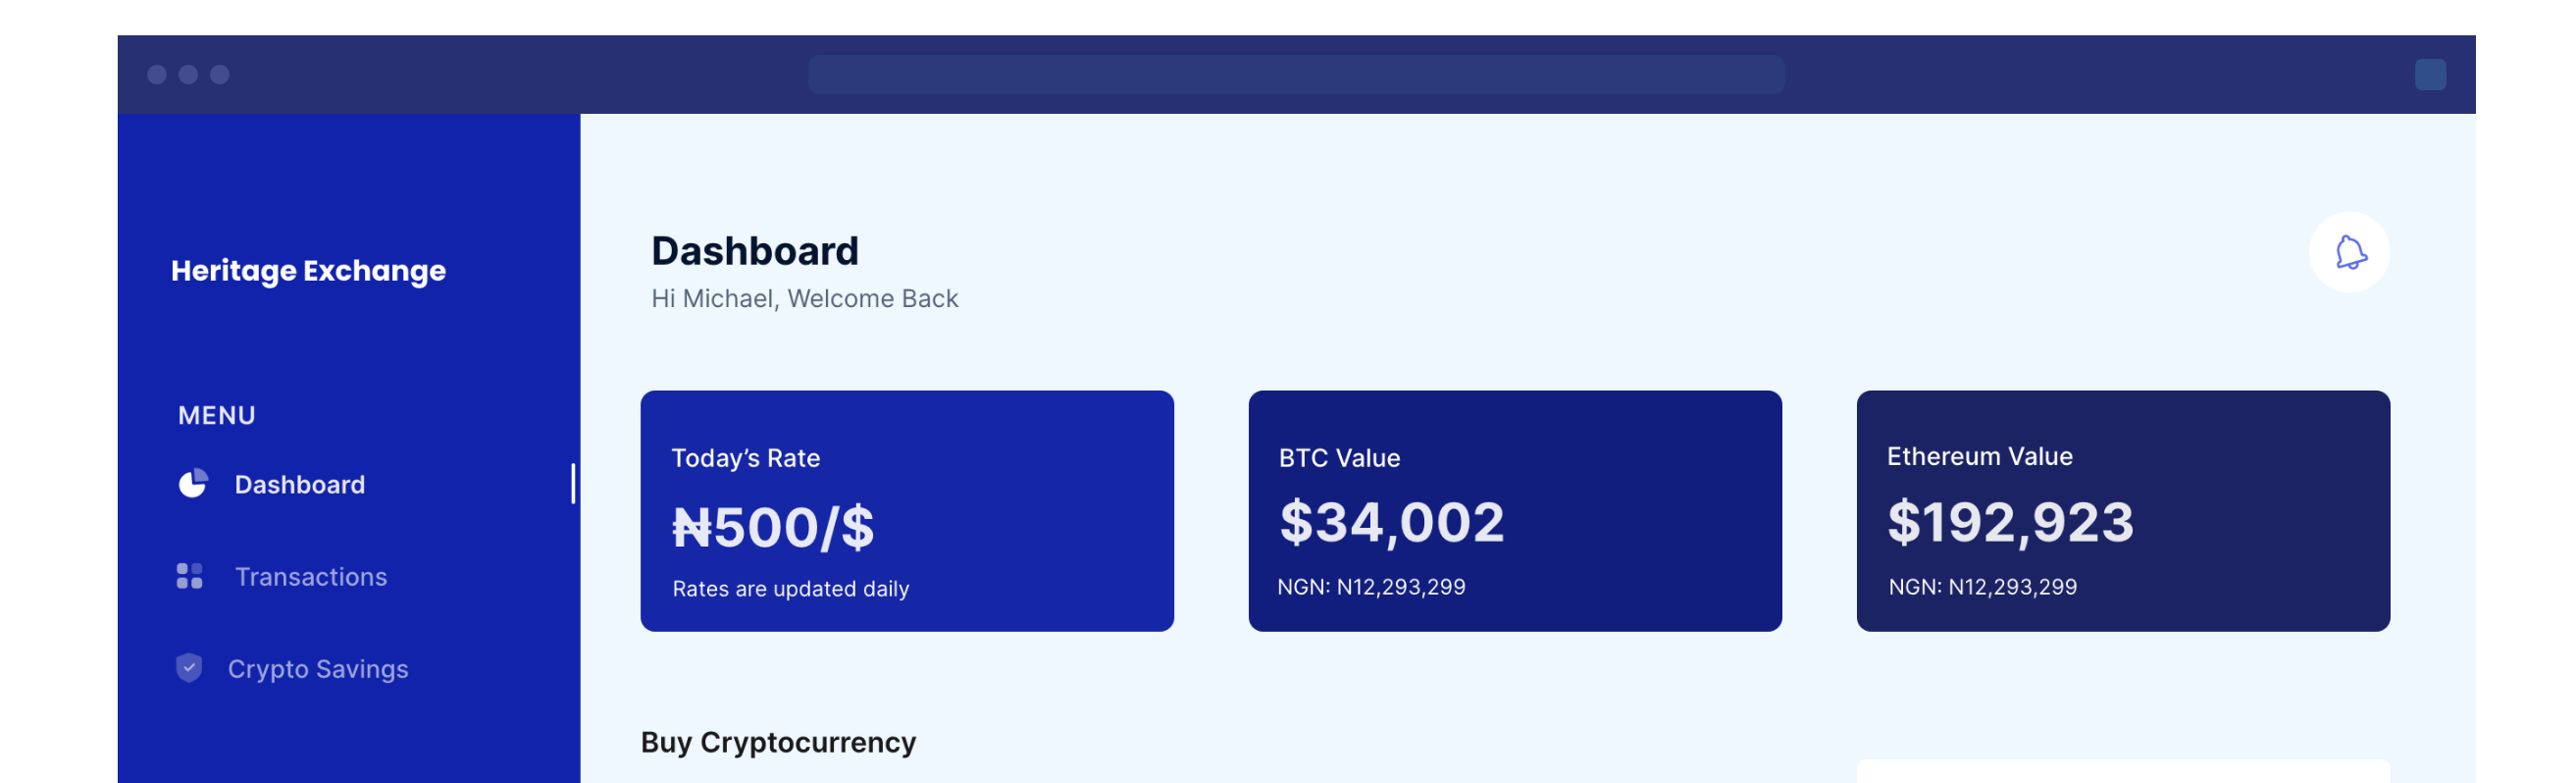 Heritage Exchange
MENU
Dashboard
Transactions
Crypto Savings
Dashboard
Hi Michael, Welcome Back
Today’s Rate
₦500/$
Rates are updated daily
BTC Value
$34,002
NGN: N12,293,299
Ethereum Value
$192,923
NGN: N12,293,299
Buy Cryptocurrency